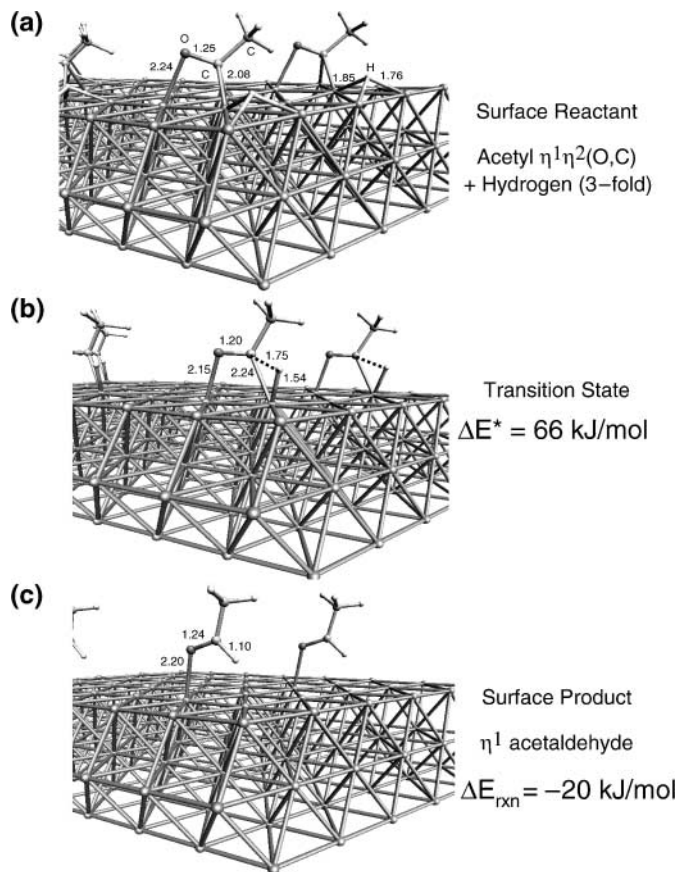 (a)
O 1.25 C
2.24 C 2.08
1.85 H 1.76
Surface Reactant
Acetyl η¹η²(O,C)
+ Hydrogen (3−fold)
(b)
1.20
1.75
2.15 2.24 1.54
Transition State
ΔE* = 66 kJ/mol
(c)
1.24
1.10
2.20
Surface Product
η¹ acetaldehyde
ΔErxn = −20 kJ/mol